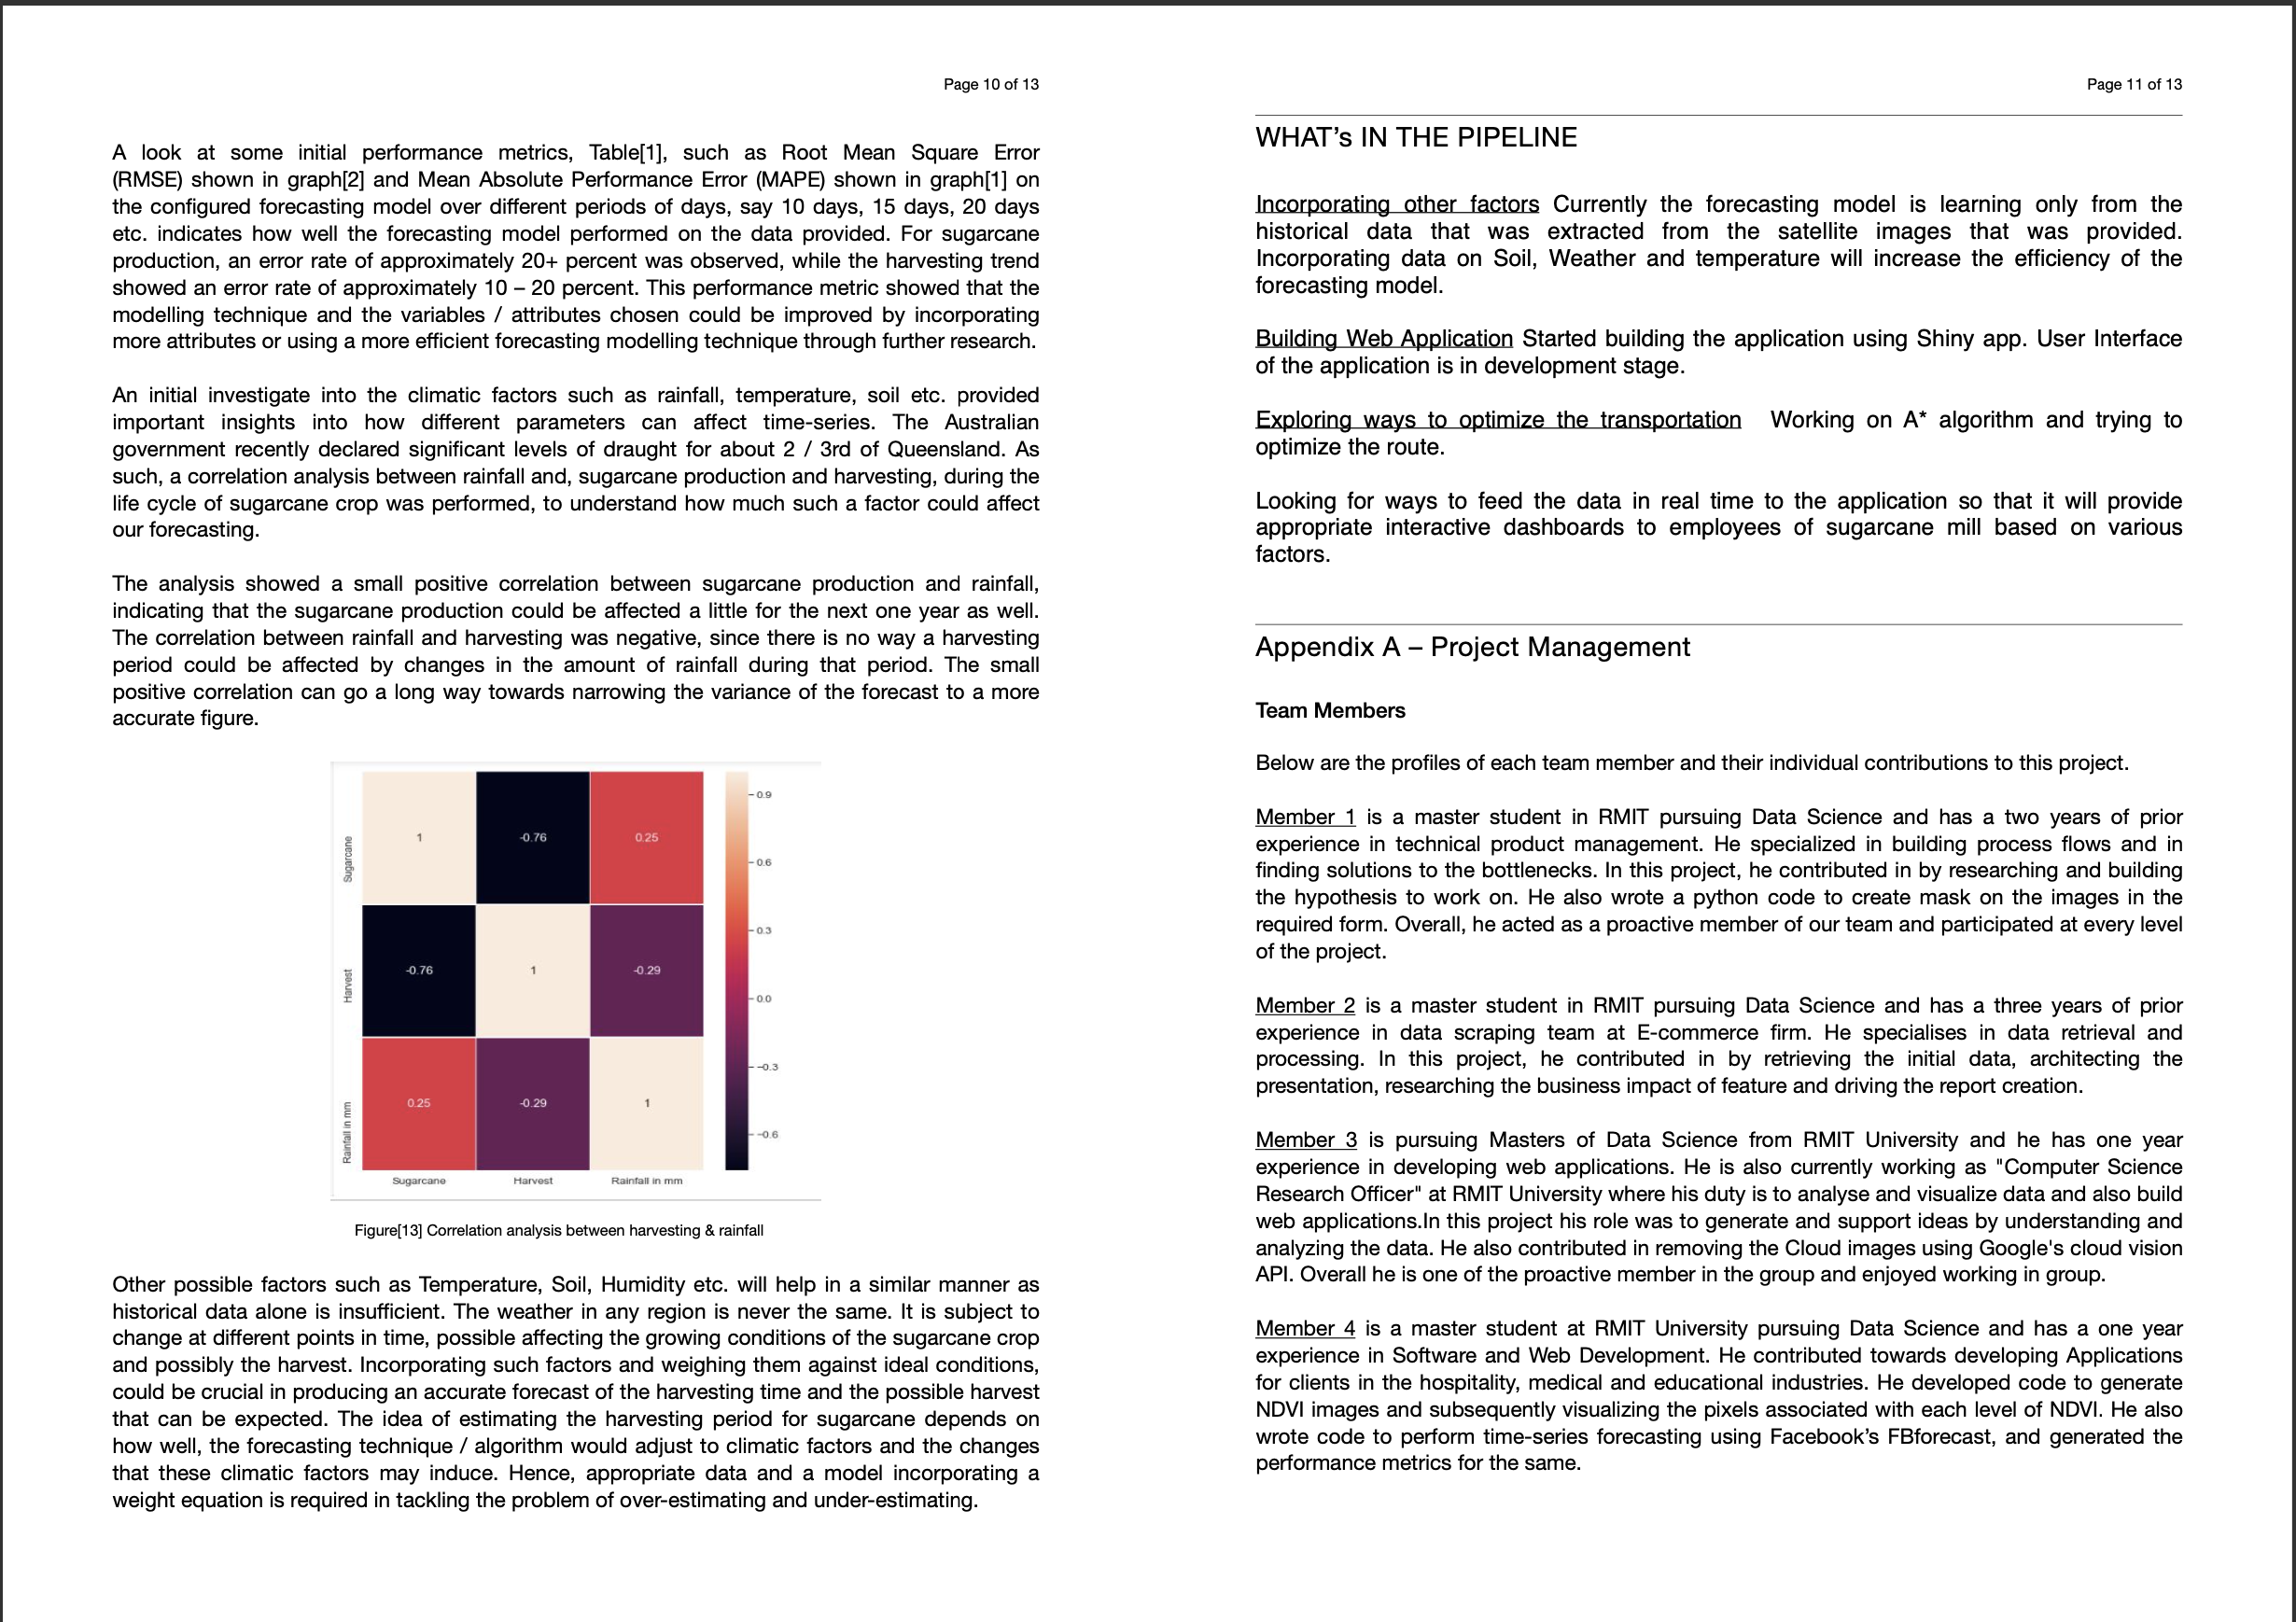 Page 10 of 13
A look at some initial performance metrics, Table[1], such as Root Mean Square Error
(RMSE) shown in graph[2] and Mean Absolute Performance Error (MAPE) shown in graph[1] on
the configured forecasting model over different periods of days, say 10 days, 15 days, 20 days
etc. indicates how well the forecasting model performed on the data provided. For sugarcane
production, an error rate of approximately 20+ percent was observed, while the harvesting trend
showed an error rate of approximately 10 – 20 percent. This performance metric showed that the
modelling technique and the variables / attributes chosen could be improved by incorporating
more attributes or using a more efficient forecasting modelling technique through further research.
An initial investigate into the climatic factors such as rainfall, temperature, soil etc. provided
important insights into how different parameters can affect time-series. The Australian
government recently declared significant levels of draught for about 2 / 3rd of Queensland. As
such, a correlation analysis between rainfall and, sugarcane production and harvesting, during the
life cycle of sugarcane crop was performed, to understand how much such a factor could affect
our forecasting.
The analysis showed a small positive correlation between sugarcane production and rainfall,
indicating that the sugarcane production could be affected a little for the next one year as well.
The correlation between rainfall and harvesting was negative, since there is no way a harvesting
period could be affected by changes in the amount of rainfall during that period. The small
positive correlation can go a long way towards narrowing the variance of the forecast to a more
accurate figure.
Sugarcane
1
-0.76
0.25
Harvest
-0.76
1
-0.29
Rainfall in mm
0.25
-0.29
1
Sugarcane
Harvest
Rainfall in mm
0.9
0.6
0.3
0.0
-0.3
-0.6
Figure[13] Correlation analysis between harvesting & rainfall
Other possible factors such as Temperature, Soil, Humidity etc. will help in a similar manner as
historical data alone is insufficient. The weather in any region is never the same. It is subject to
change at different points in time, possible affecting the growing conditions of the sugarcane crop
and possibly the harvest. Incorporating such factors and weighing them against ideal conditions,
could be crucial in producing an accurate forecast of the harvesting time and the possible harvest
that can be expected. The idea of estimating the harvesting period for sugarcane depends on
how well, the forecasting technique / algorithm would adjust to climatic factors and the changes
that these climatic factors may induce. Hence, appropriate data and a model incorporating a
weight equation is required in tackling the problem of over-estimating and under-estimating.
Page 11 of 13
WHAT's IN THE PIPELINE
Incorporating other factors Currently the forecasting model is learning only from the
historical data that was extracted from the satellite images that was provided.
Incorporating data on Soil, Weather and temperature will increase the efficiency of the
forecasting model.
Building Web Application Started building the application using Shiny app. User Interface
of the application is in development stage.
Exploring ways to optimize the transportation Working on A* algorithm and trying to
optimize the route.
Looking for ways to feed the data in real time to the application so that it will provide
appropriate interactive dashboards to employees of sugarcane mill based on various
factors.
Appendix A – Project Management
Team Members
Below are the profiles of each team member and their individual contributions to this project.
Member 1 is a master student in RMIT pursuing Data Science and has a two years of prior
experience in technical product management. He specialized in building process flows and in
finding solutions to the bottlenecks. In this project, he contributed in by researching and building
the hypothesis to work on. He also wrote a python code to create mask on the images in the
required form. Overall, he acted as a proactive member of our team and participated at every level
of the project.
Member 2 is a master student in RMIT pursuing Data Science and has a three years of prior
experience in data scraping team at E-commerce firm. He specialises in data retrieval and
processing. In this project, he contributed in by retrieving the initial data, architecting the
presentation, researching the business impact of feature and driving the report creation.
Member 3 is pursuing Masters of Data Science from RMIT University and he has one year
experience in developing web applications. He is also currently working as "Computer Science
Research Officer" at RMIT University where his duty is to analyse and visualize data and also build
web applications.In this project his role was to generate and support ideas by understanding and
analyzing the data. He also contributed in removing the Cloud images using Google's cloud vision
API. Overall he is one of the proactive member in the group and enjoyed working in group.
Member 4 is a master student at RMIT University pursuing Data Science and has a one year
experience in Software and Web Development. He contributed towards developing Applications
for clients in the hospitality, medical and educational industries. He developed code to generate
NDVI images and subsequently visualizing the pixels associated with each level of NDVI. He also
wrote code to perform time-series forecasting using Facebook's FBforecast, and generated the
performance metrics for the same.